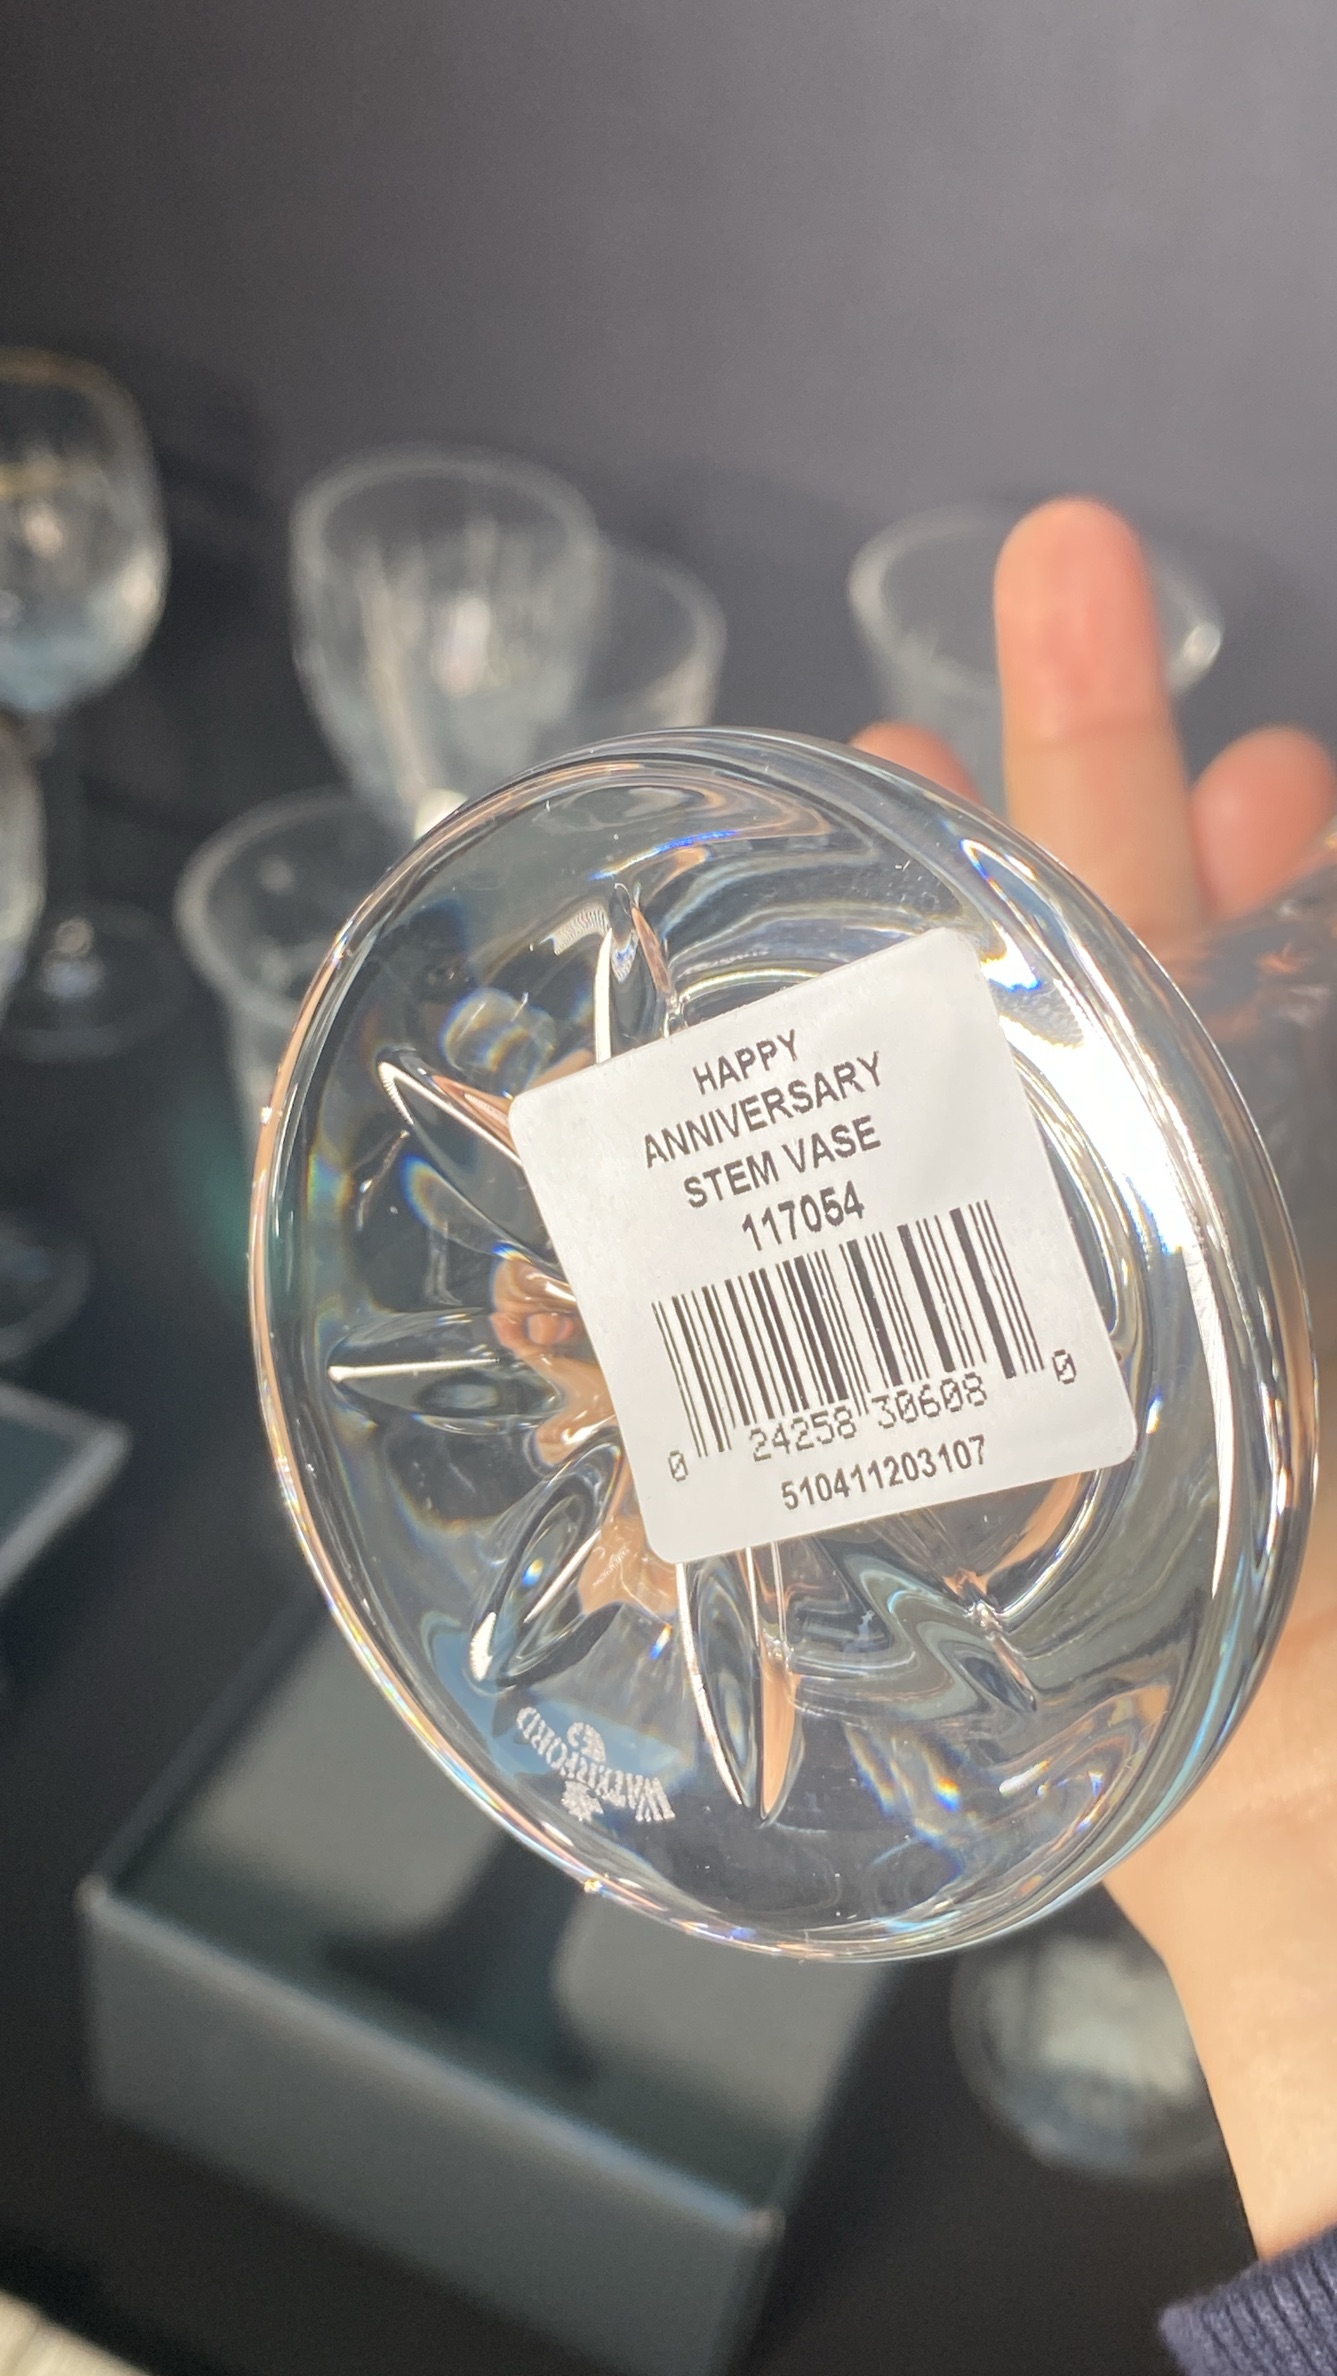 HAPPY
ANNIVERSARY
STEM VASE
117054
0 24258 30608 0
510411203107
WATERFORD